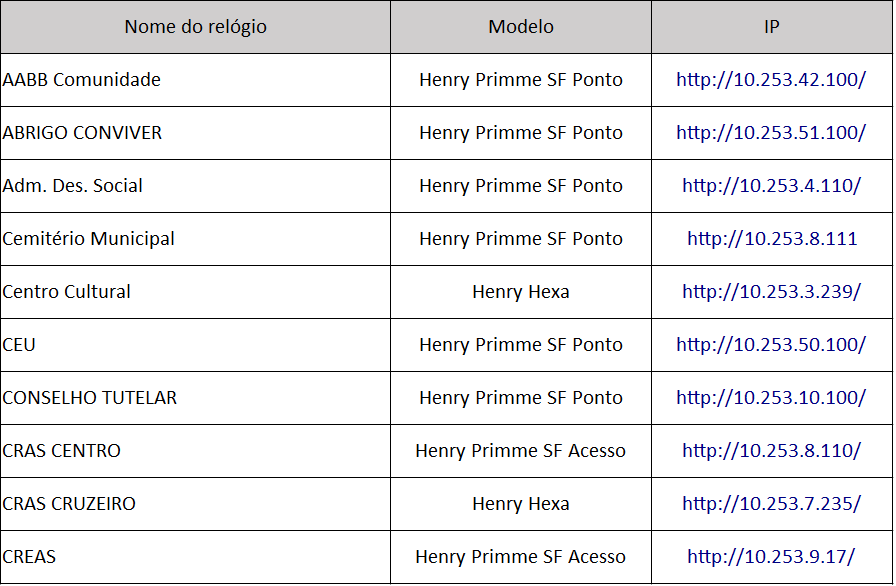 Nome do relógio Modelo IP
AABB Comunidade Henry Primme SF Ponto http://10.253.42.100/
ABRIGO CONVIVER Henry Primme SF Ponto http://10.253.51.100/
Adm. Des. Social Henry Primme SF Ponto http://10.253.4.110/
Cemitério Municipal Henry Primme SF Ponto http://10.253.8.111
Centro Cultural Henry Hexa http://10.253.3.239/
CEU Henry Primme SF Ponto http://10.253.50.100/
CONSELHO TUTELAR Henry Primme SF Ponto http://10.253.10.100/
CRAS CENTRO Henry Primme SF Acesso http://10.253.8.110/
CRAS CRUZEIRO Henry Hexa http://10.253.7.235/
CREAS Henry Primme SF Acesso http://10.253.9.17/